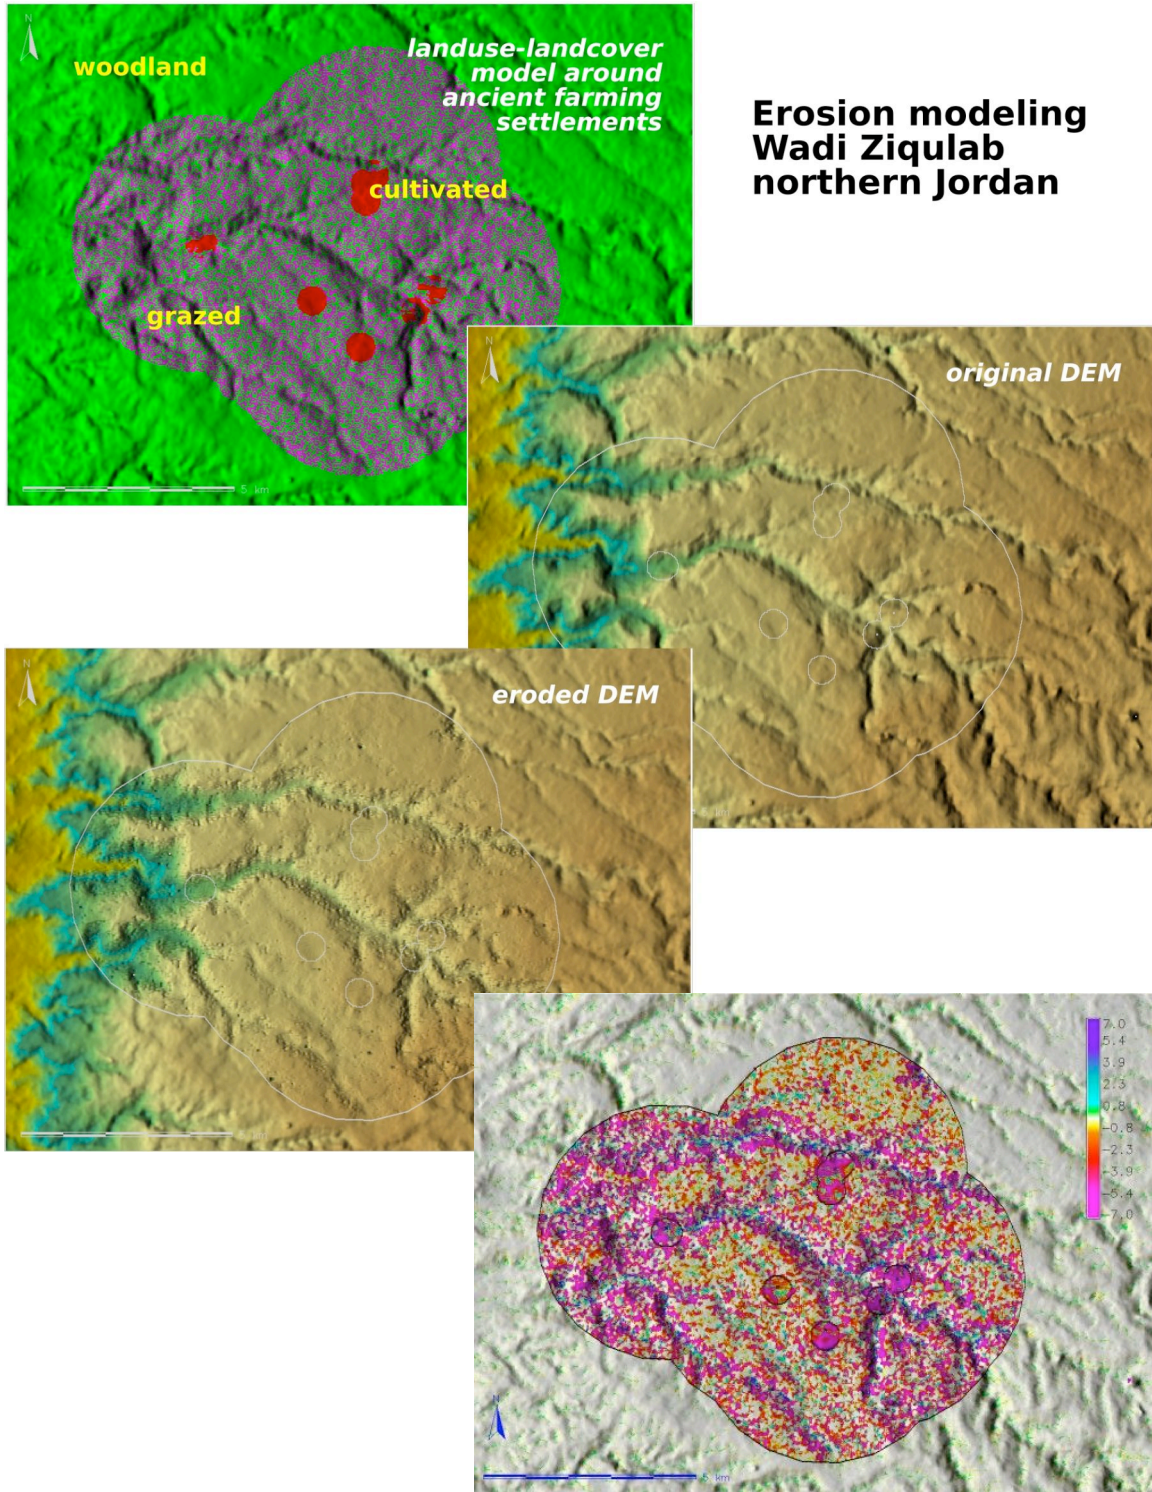 N
landuse-landcover
model around
ancient farming
settlements
woodland
Erosion modeling
Wadi Ziqulab
northern Jordan
cultivated
grazed
5 km
N
original DEM
N
eroded DEM
7.0
5.4
3.9
2.3
0.8
-0.8
-2.3
-3.9
-5.4
-7.0
N
5 km